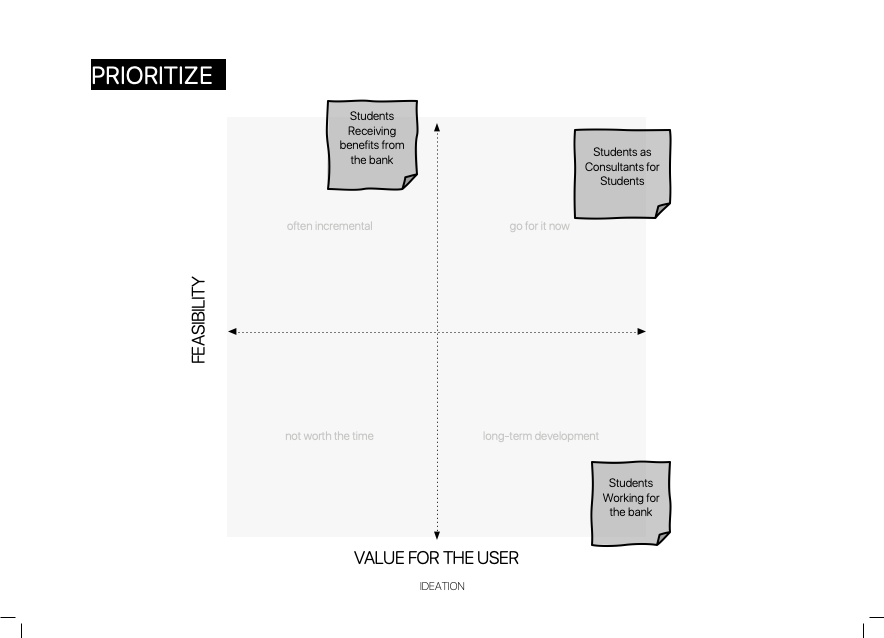 PRIORITIZE
Students
Receiving
benefits from
the bank
Students as
Consultants for
Students
often incremental
go for it now
FEASIBILITY
not worth the time
long-term development
Students
Working for
the bank
VALUE FOR THE USER
IDEATION